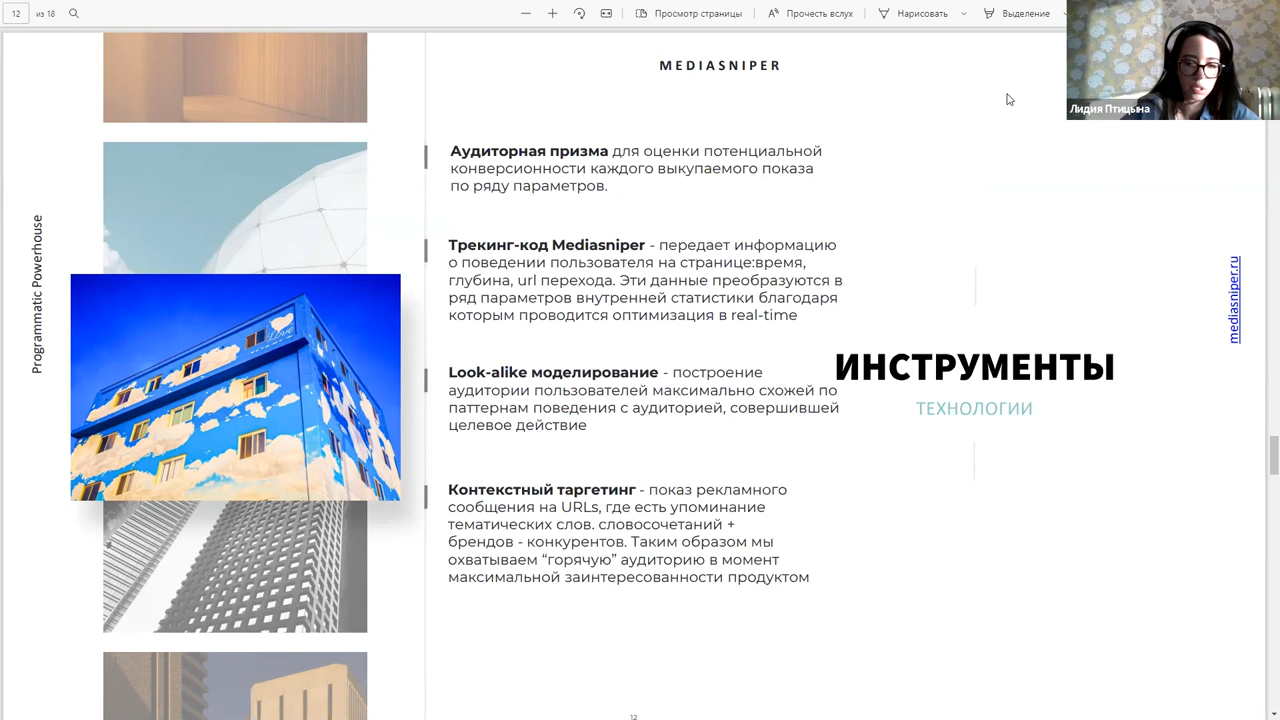 12 из 18
Просмотр страницы
Прочесть вслух
Нарисовать
Выделение
Лидия Птицына
MEDIASNIPER
Programmatic Powerhouse
Аудиторная призма для оценки потенциальной
конверсионности каждого выкупаемого показа
по ряду параметров.
Трекинг-код Mediasniper - передает информацию
о поведении пользователя на странице:время,
глубина, url перехода. Эти данные преобразуются в
ряд параметров внутренней статистики благодаря
которым проводится оптимизация в real-time
Look-alike моделирование - построение
аудитории пользователей максимально схожей по
паттернам поведения с аудиторией, совершившей
целевое действие
Контекстный таргетинг - показ рекламного
сообщения на URLs, где есть упоминание
тематических слов. словосочетаний +
брендов - конкурентов. Таким образом мы
охватываем “горячую” аудиторию в момент
максимальной заинтересованности продуктом
ИНСТРУМЕНТЫ
ТЕХНОЛОГИИ
mediasniper.ru
Love
12